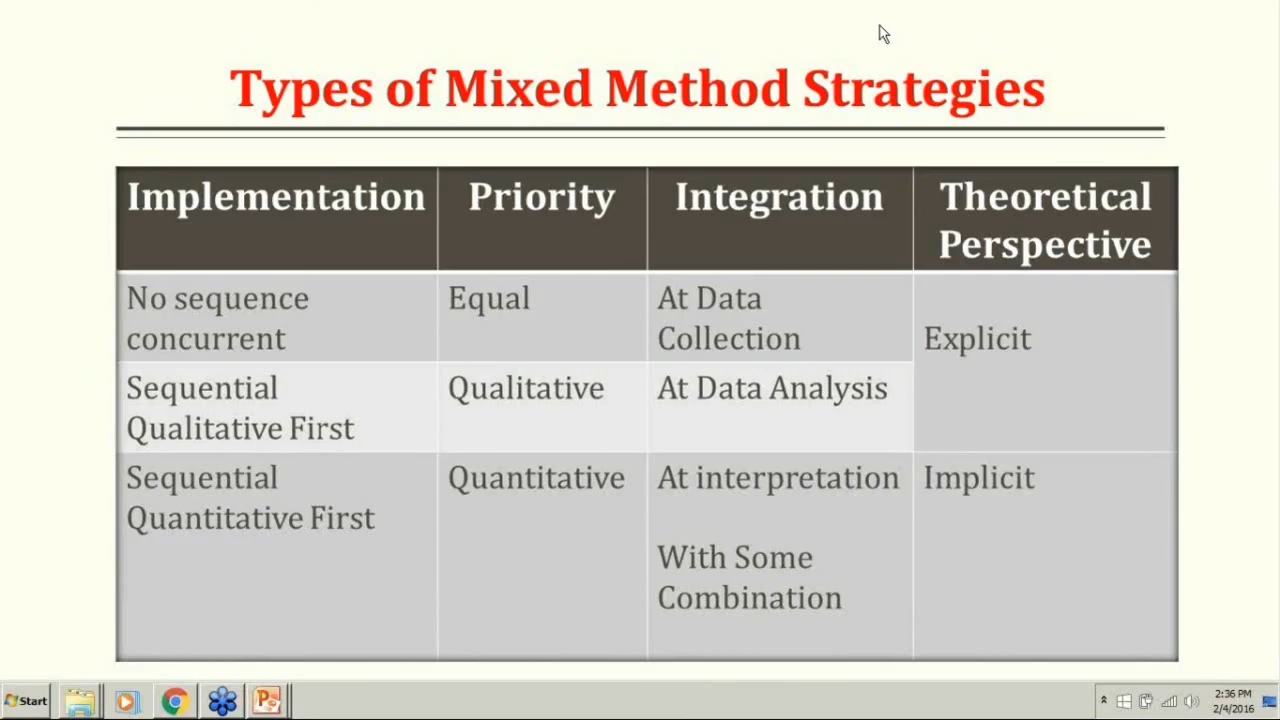 Types of Mixed Method Strategies
Implementation
Priority
Integration
Theoretical
Perspective
No sequence
concurrent
Equal
At Data
Collection
Explicit
Sequential
Qualitative First
Qualitative
At Data Analysis
Sequential
Quantitative First
Quantitative
At interpretation
With Some
Combination
Implicit
Start
2:36 PM
2/4/2016